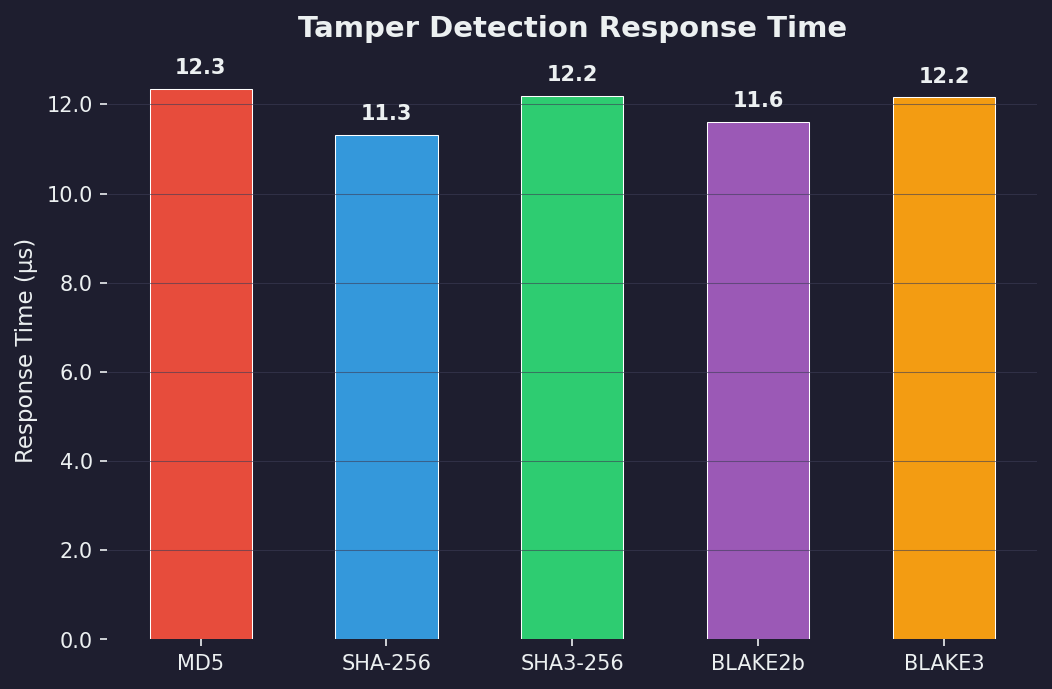 Tamper Detection Response Time
12.3
11.3
12.2
11.6
12.2
Response Time (μs)
12.0
10.0
8.0
6.0
4.0
2.0
0.0
MD5
SHA-256
SHA3-256
BLAKE2b
BLAKE3